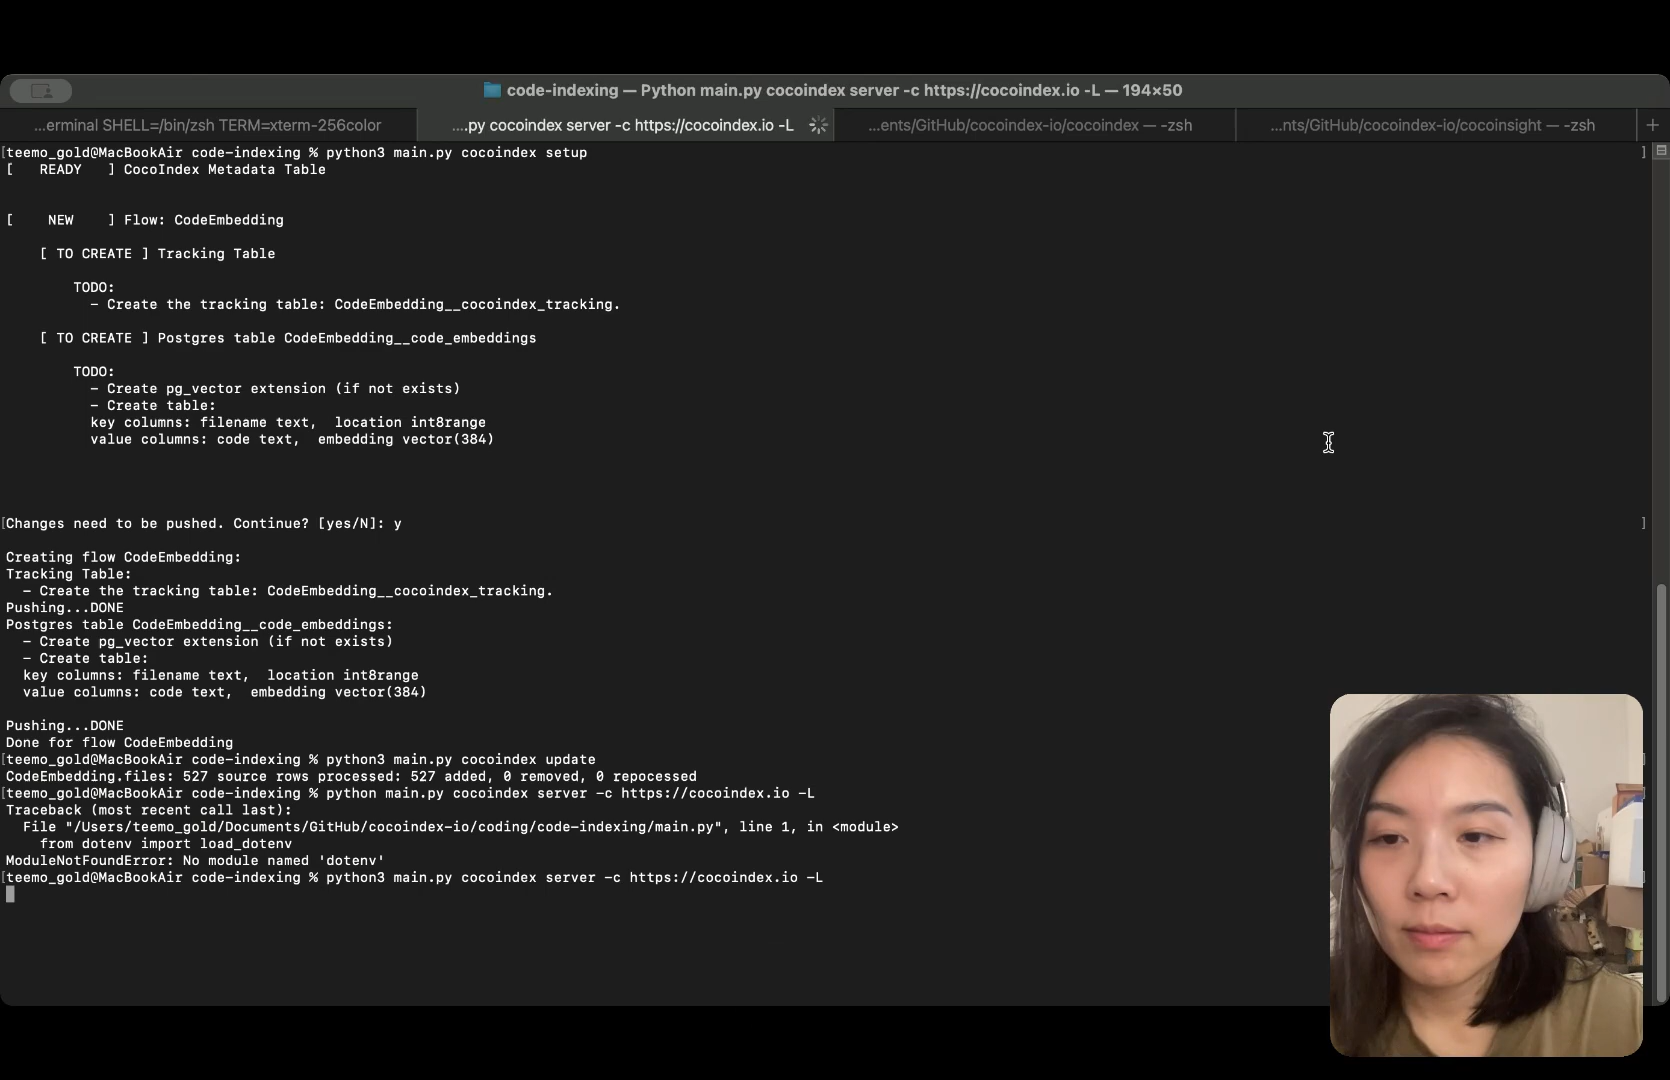 code-indexing — Python main.py cocoindex server -c https://cocoindex.io -L — 194×50
...erminal SHELL=/bin/zsh TERM=xterm-256color
....py cocoindex server -c https://cocoindex.io -L
...ents/GitHub/cocoindex-io/cocoindex — -zsh
...nts/GitHub/cocoindex-io/cocoinsight — -zsh
+
[teemo_gold@MacBookAir code-indexing % python3 main.py cocoindex setup ]
[ READY ] CocoIndex Metadata Table
[ NEW ] Flow: CodeEmbedding
[ TO CREATE ] Tracking Table
TODO:
- Create the tracking table: CodeEmbedding__cocoindex_tracking.
[ TO CREATE ] Postgres table CodeEmbedding__code_embeddings
TODO:
- Create pg_vector extension (if not exists)
- Create table:
key columns: filename text,  location int8range
value columns: code text,  embedding vector(384)
[Changes need to be pushed. Continue? [yes/N]: y ]
Creating flow CodeEmbedding:
Tracking Table:
- Create the tracking table: CodeEmbedding__cocoindex_tracking.
Pushing...DONE
Postgres table CodeEmbedding__code_embeddings:
- Create pg_vector extension (if not exists)
- Create table:
key columns: filename text,  location int8range
value columns: code text,  embedding vector(384)
Pushing...DONE
Done for flow CodeEmbedding
[teemo_gold@MacBookAir code-indexing % python3 main.py cocoindex update
CodeEmbedding.files: 527 source rows processed: 527 added, 0 removed, 0 repocessed
[teemo_gold@MacBookAir code-indexing % python main.py cocoindex server -c https://cocoindex.io -L
Traceback (most recent call last):
File "/Users/teemo_gold/Documents/GitHub/cocoindex-io/coding/code-indexing/main.py", line 1, in <module>
from dotenv import load_dotenv
ModuleNotFoundError: No module named 'dotenv'
[teemo_gold@MacBookAir code-indexing % python3 main.py cocoindex server -c https://cocoindex.io -L